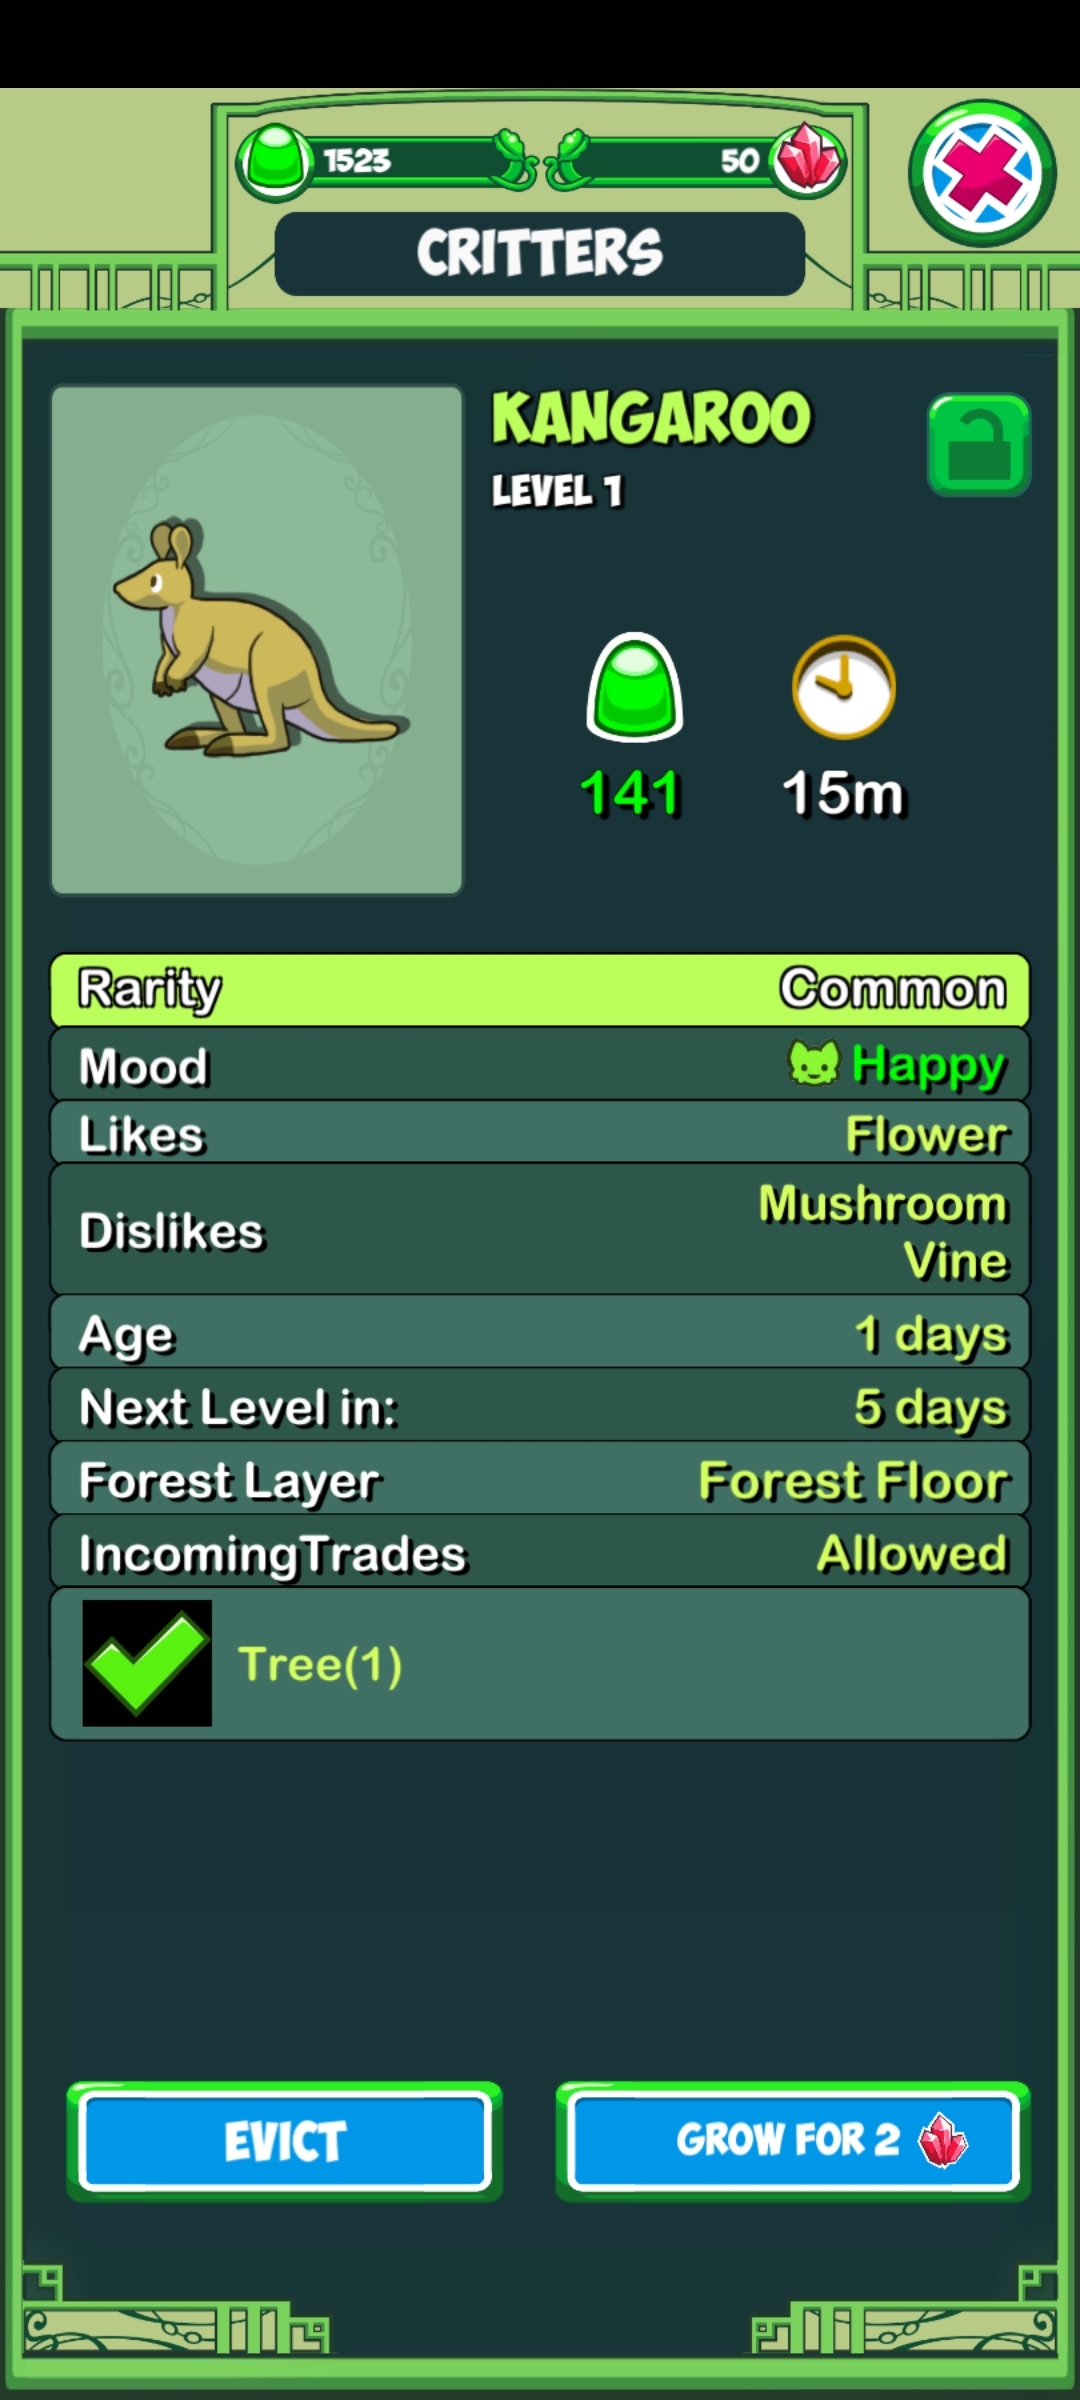 1523
50
CRITTERS
KANGAROO
LEVEL 1
141
15m
Rarity Common
Mood Happy
Likes Flower
Dislikes Mushroom
Vine
Age 1 days
Next Level in: 5 days
Forest Layer Forest Floor
IncomingTrades Allowed
Tree(1)
EVICT
GROW FOR 2